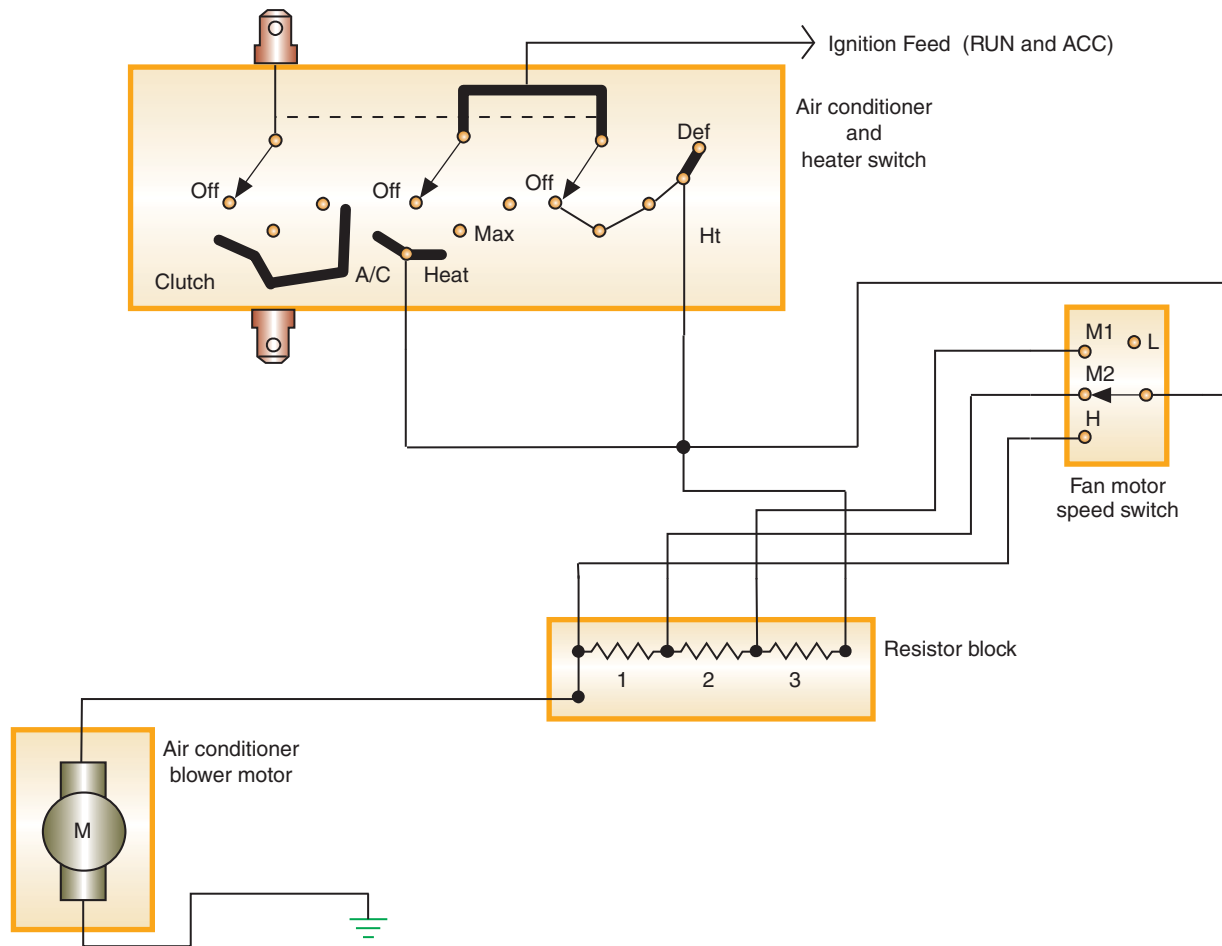 Ignition Feed (RUN and ACC)
Air conditioner
and
heater switch
Def
Off
Off
Off
Max
Ht
Clutch
A/C
Heat
M1
L
M2
H
Fan motor
speed switch
Resistor block
1
2
3
Air conditioner
blower motor
M